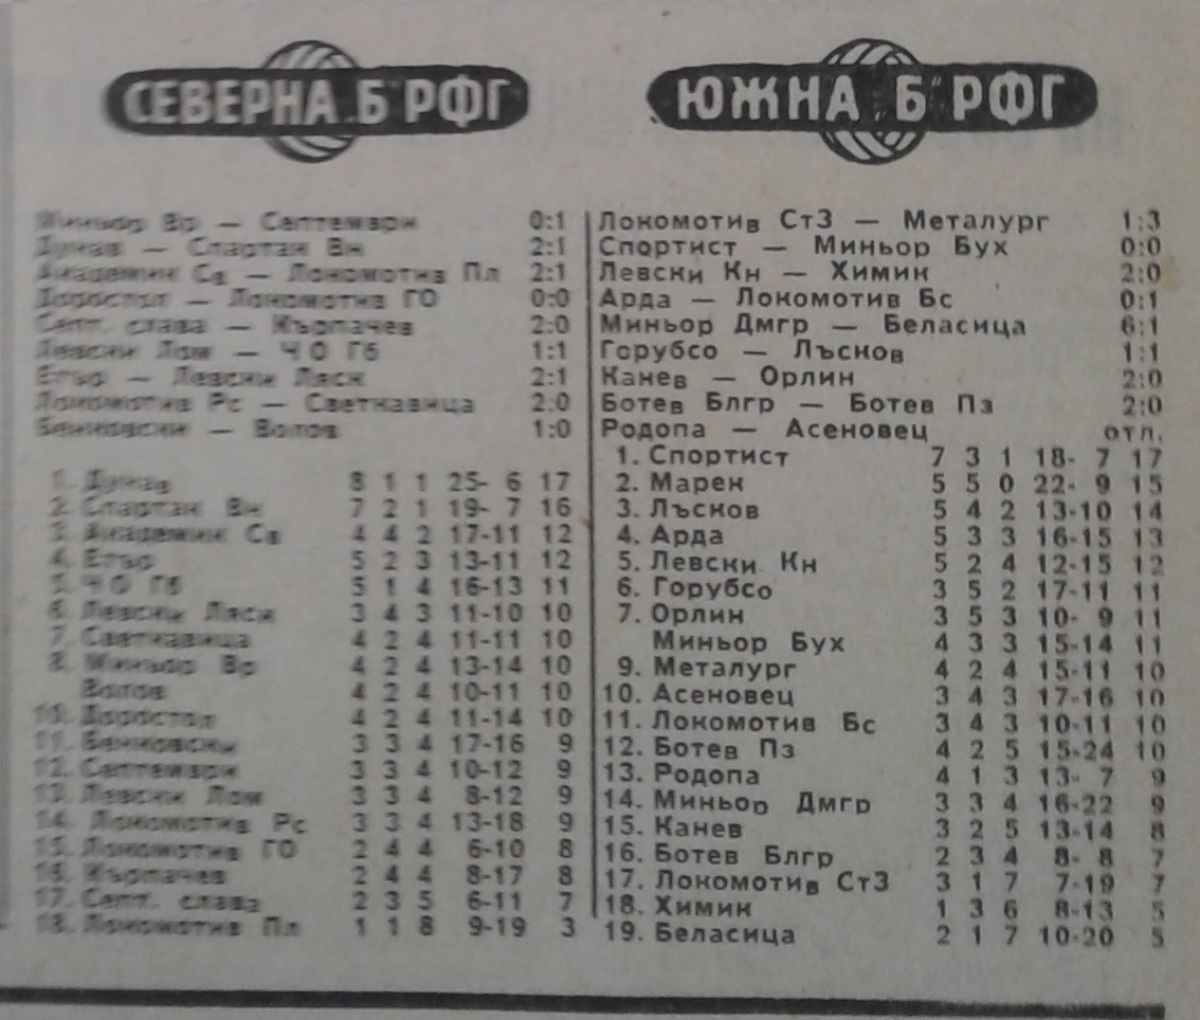 СЕВЕРНА „Б" РФГ
Миньор Вр — Септември 0:1
Дунав — Спартак Вн 2:1
Академик Св — Локомотив Пл 2:1
Доростол — Локомотив ГО 0:0
Септ. слава — Кърпачев 2:0
Левски Лом — ЧО Гб 1:1
Етър — Левски Ляск 2:1
Локомотив Рс — Светкавица 2:0
Бенковски — Волов 1:0
1. Дунав 8 1 1 25- 6 17
2. Спартак Вн 7 2 1 19- 7 16
3. Академик Св 4 4 2 17-11 12
4. Етър 5 2 3 13-11 12
5. ЧО Гб 5 1 4 16-13 11
6. Левски Ляск 3 4 3 11-10 10
7. Светкавица 4 2 4 11-11 10
8. Миньор Вр 4 2 4 13-14 10
Волов 4 2 4 10-11 10
10. Доростол 4 2 4 11-14 10
11. Бенковски 3 3 4 17-16 9
12. Септември 3 3 4 10-12 9
13. Левски Лом 3 3 4 8-12 9
14. Локомотив Рс 3 3 4 13-18 9
15. Локомотив ГО 2 4 4 6-10 8
16. Кърпачев 2 4 4 8-17 8
17. Септ. слава 2 3 5 6-11 7
18. Локомотив Пл 1 1 8 9-19 3
ЮЖНА „Б" РФГ
Локомотив СтЗ — Металург 1:3
Спортист — Миньор Бух 0:0
Левски Кн — Химик 2:0
Арда — Локомотив Бс 0:1
Миньор Дмгр — Беласица 6:1
Горубсо — Лъсков 1:1
Канев — Орлин 2:0
Ботев Блгр — Ботев Пз 2:0
Родопа — Асеновец отл.
1. Спортист 7 3 1 18- 7 17
2. Марек 5 5 0 22- 9 15
3. Лъсков 5 4 2 13-10 14
4. Арда 5 3 3 16-15 13
5. Левски Кн 5 2 4 12-15 12
6. Горубсо 3 5 2 17-11 11
7. Орлин 3 5 3 10- 9 11
Миньор Бух 4 3 3 15-14 11
9. Металург 4 2 4 15-11 10
10. Асеновец 3 4 3 17-16 10
11. Локомотив Бс 3 4 3 10-11 10
12. Ботев Пз 4 2 5 15-24 10
13. Родопа 4 1 3 13- 7 9
14. Миньор Дмгр 3 3 4 16-22 9
15. Канев 3 2 5 13-14 8
16. Ботев Блгр 2 3 4 8- 8 7
17. Локомотив СтЗ 3 1 7 7-19 7
18. Химик 1 3 6 8-13 5
19. Беласица 2 1 7 10-20 5